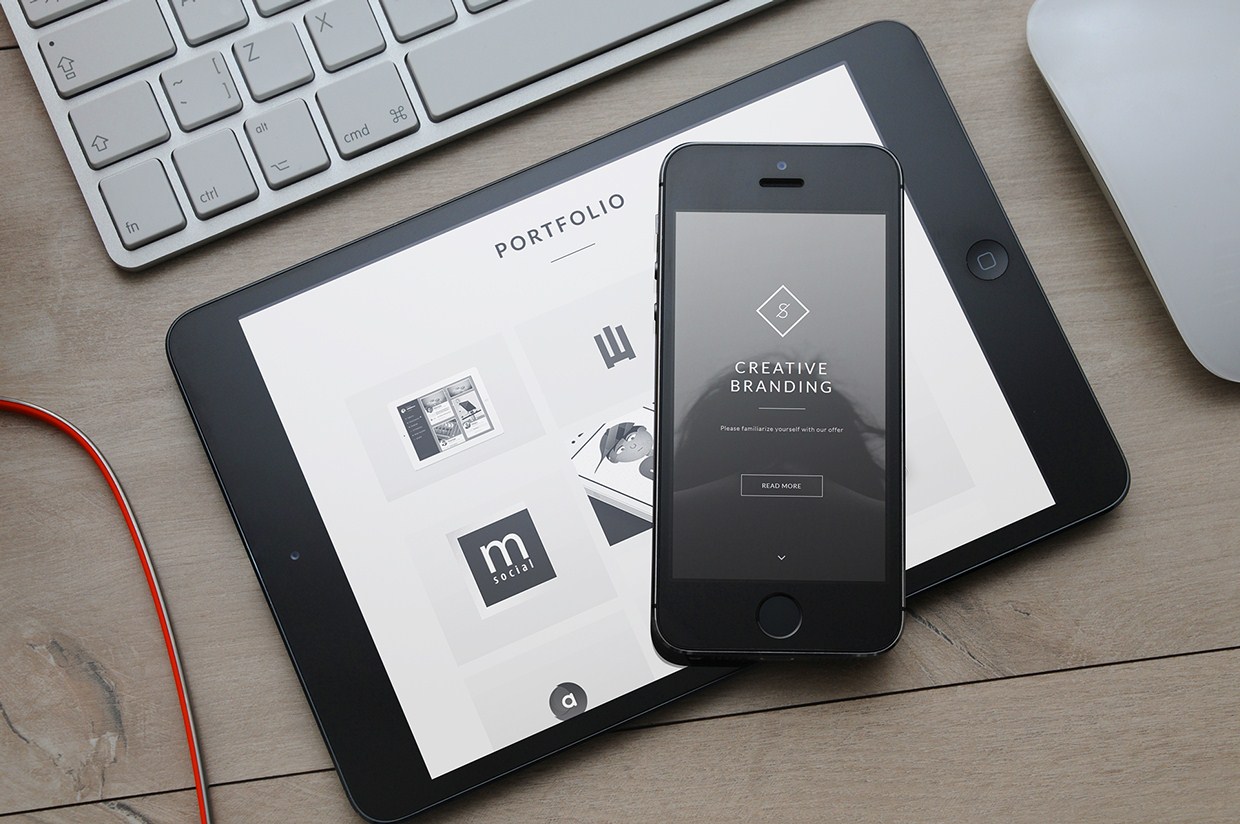 Z
X
~
[
]
alt
cmd
ctrl
fn
PORTFOLIO
m
social
a
S
CREATIVE
BRANDING
Please familiarize yourself with our offer
READ MORE